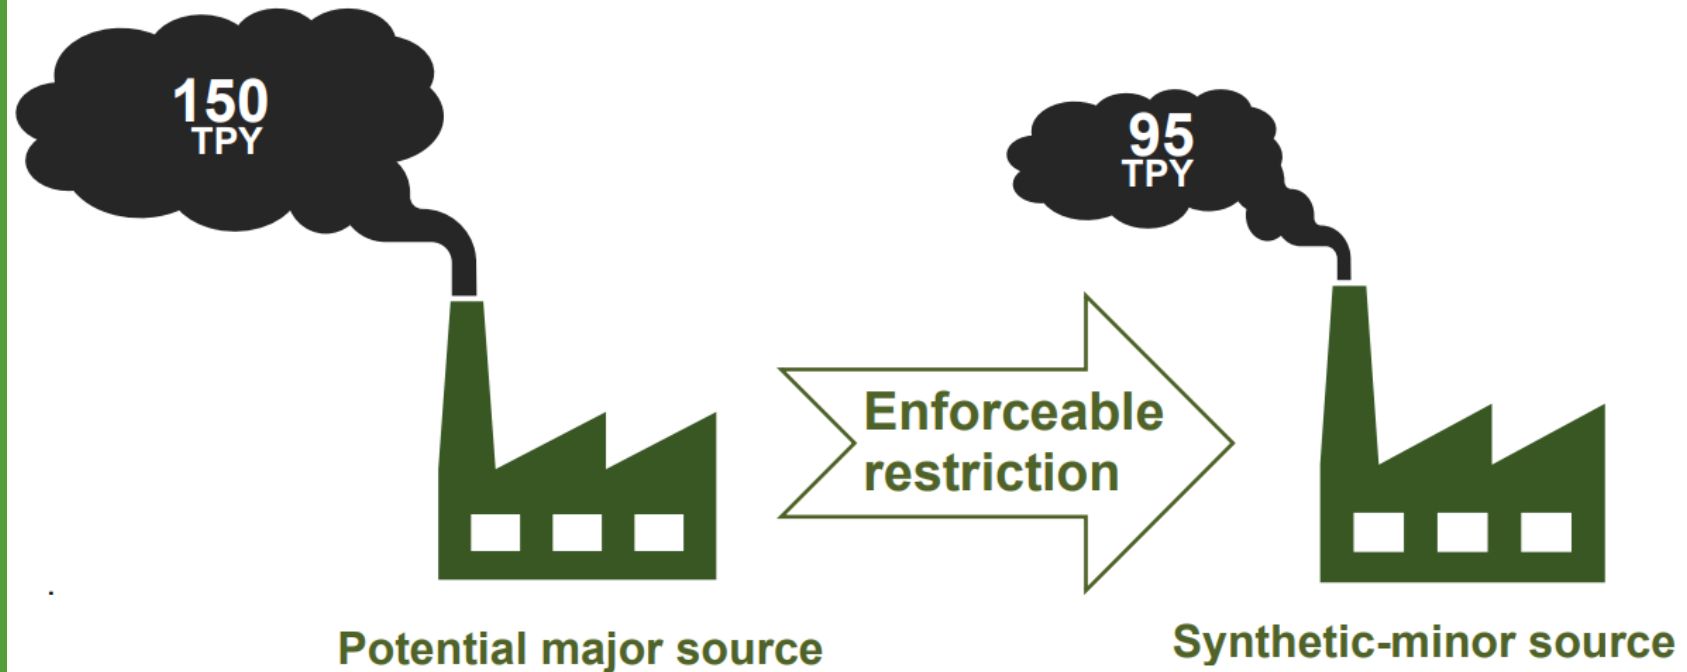 150
TPY
95
TPY
Enforceable
restriction
Potential major source
Synthetic-minor source